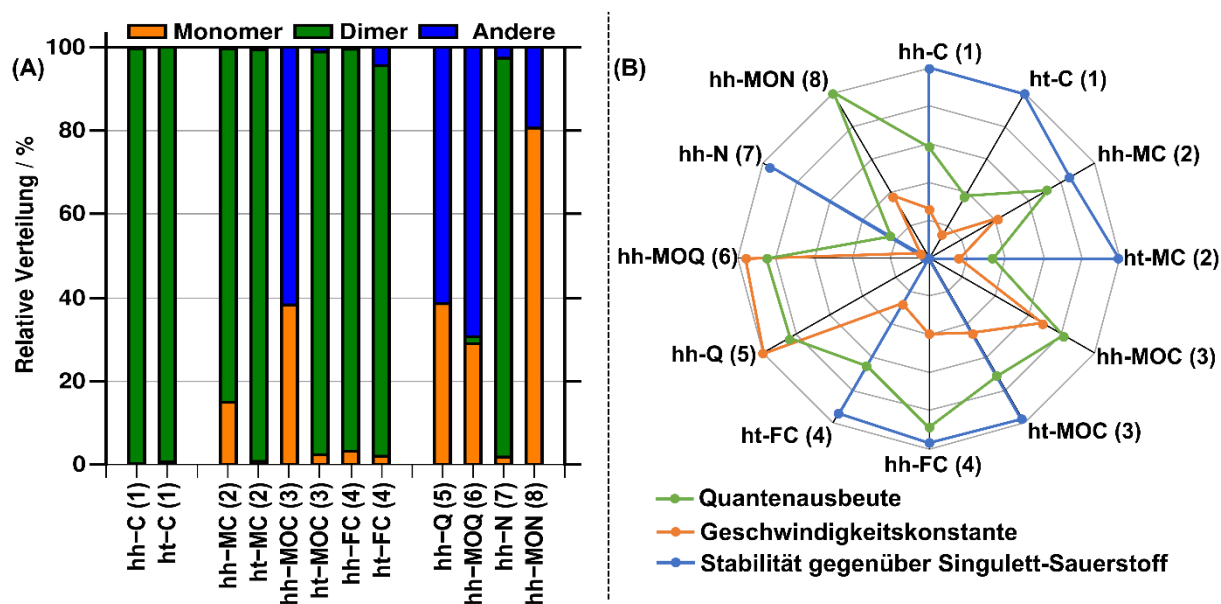 Monomer Dimer Andere
(A)
Relative Verteilung / %
100
80
60
40
20
0
hh-C (1)
ht-C (1)
hh-MC (2)
ht-MC (2)
hh-MOC (3)
ht-MOC (3)
hh-FC (4)
ht-FC (4)
hh-Q (5)
hh-MOQ (6)
hh-N (7)
hh-MON (8)
(B)
hh-C (1)
ht-C (1)
hh-MC (2)
ht-MC (2)
hh-MOC (3)
ht-MOC (3)
hh-FC (4)
ht-FC (4)
hh-Q (5)
hh-MOQ (6)
hh-N (7)
hh-MON (8)
Quantenausbeute
Geschwindigkeitskonstante
Stabilität gegenüber Singulett-Sauerstoff